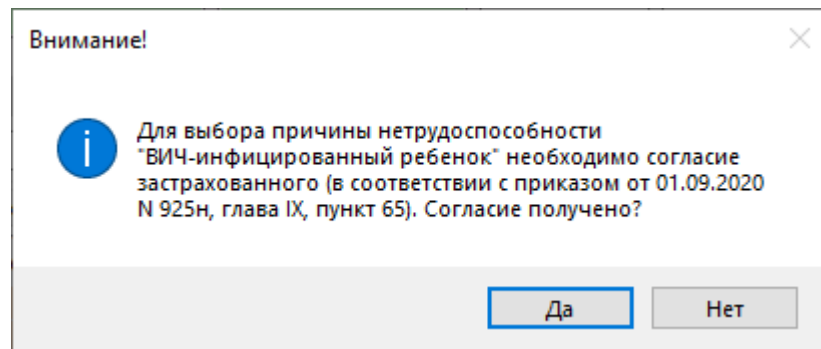 Внимание!
Для выбора причины нетрудоспособности
"ВИЧ-инфицированный ребенок" необходимо согласие
застрахованного (в соответствии с приказом от 01.09.2020
N 925н, глава IX, пункт 65). Согласие получено?
Да
Нет